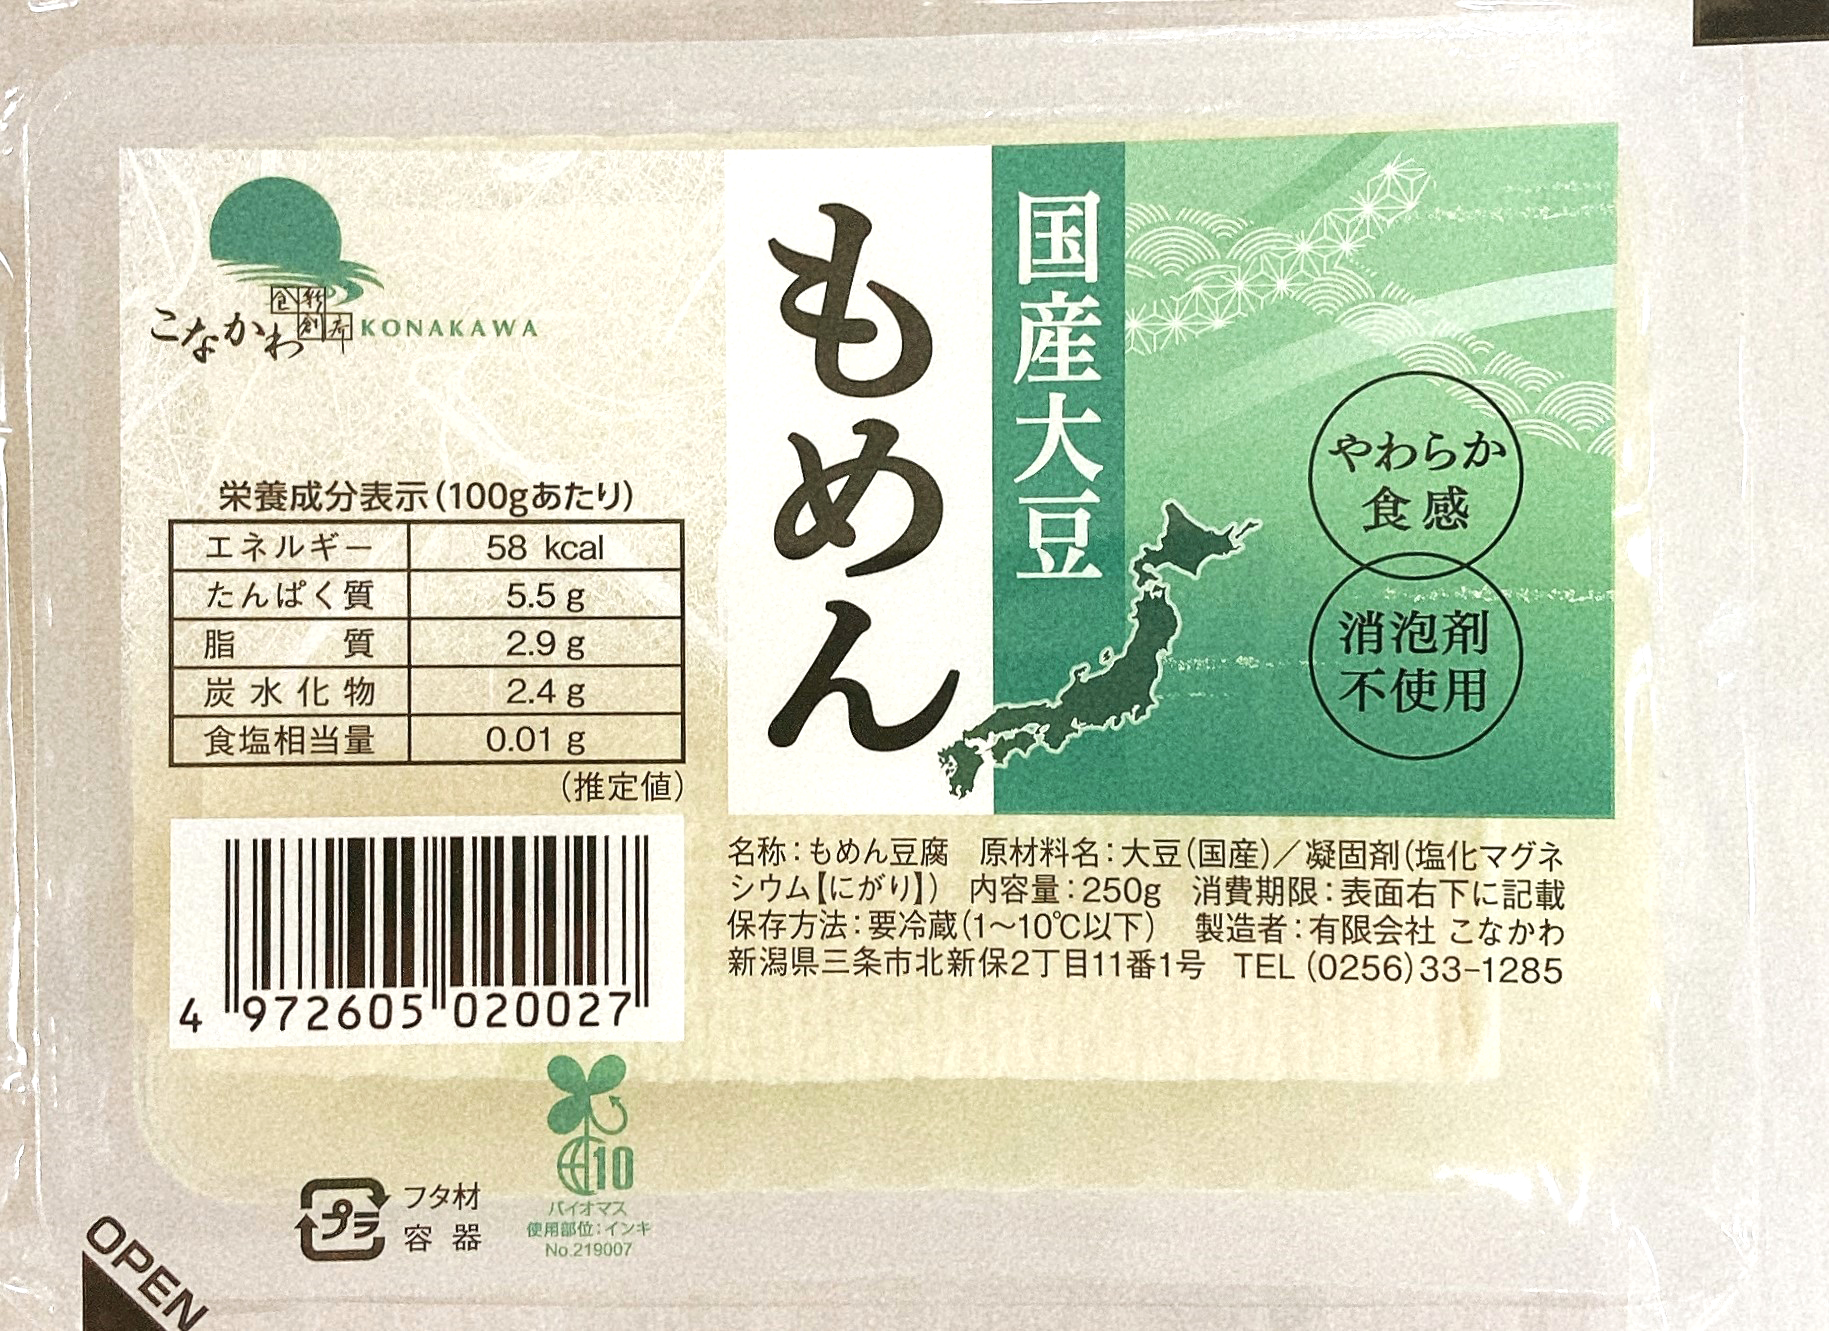 こなかわ
食彩
創寿
KONAKAWA
もめん
国産大豆
やわらか
食感
消泡剤
不使用
栄養成分表示(100gあたり)
エネルギー 58 kcal
たんぱく質 5.5 g
脂 質 2.9 g
炭水化物 2.4 g
食塩相当量 0.01 g
(推定値)
4 972605 020027
名称:もめん豆腐 原材料名:大豆(国産)/凝固剤(塩化マグネ
シウム【にがり】) 内容量:250g 消費期限:表面右下に記載
保存方法:要冷蔵(1〜10℃以下) 製造者:有限会社 こなかわ
新潟県三条市北新保2丁目11番1号 TEL (0256)33-1285
プラ
フタ材
容 器
10
バイオマス
使用部位:インキ
No.219007
OPEN